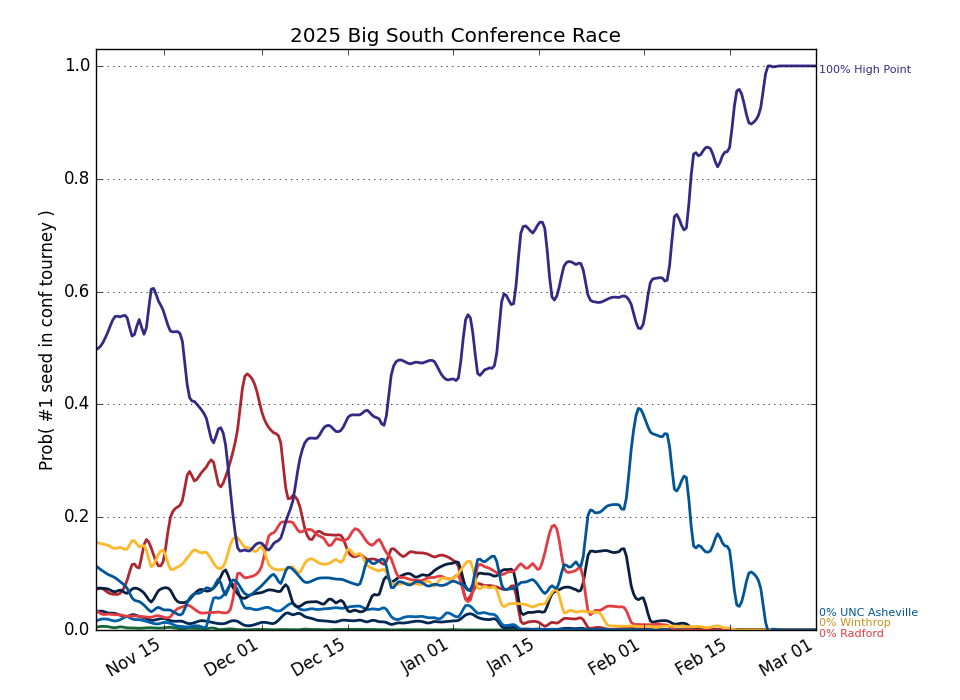 2025 Big South Conference Race
Prob( #1 seed in conf tourney )
1.0
0.8
0.6
0.4
0.2
0.0
100% High Point
0% UNC Asheville
0% Winthrop
0% Radford
Nov 15
Dec 01
Dec 15
Jan 01
Jan 15
Feb 01
Feb 15
Mar 01